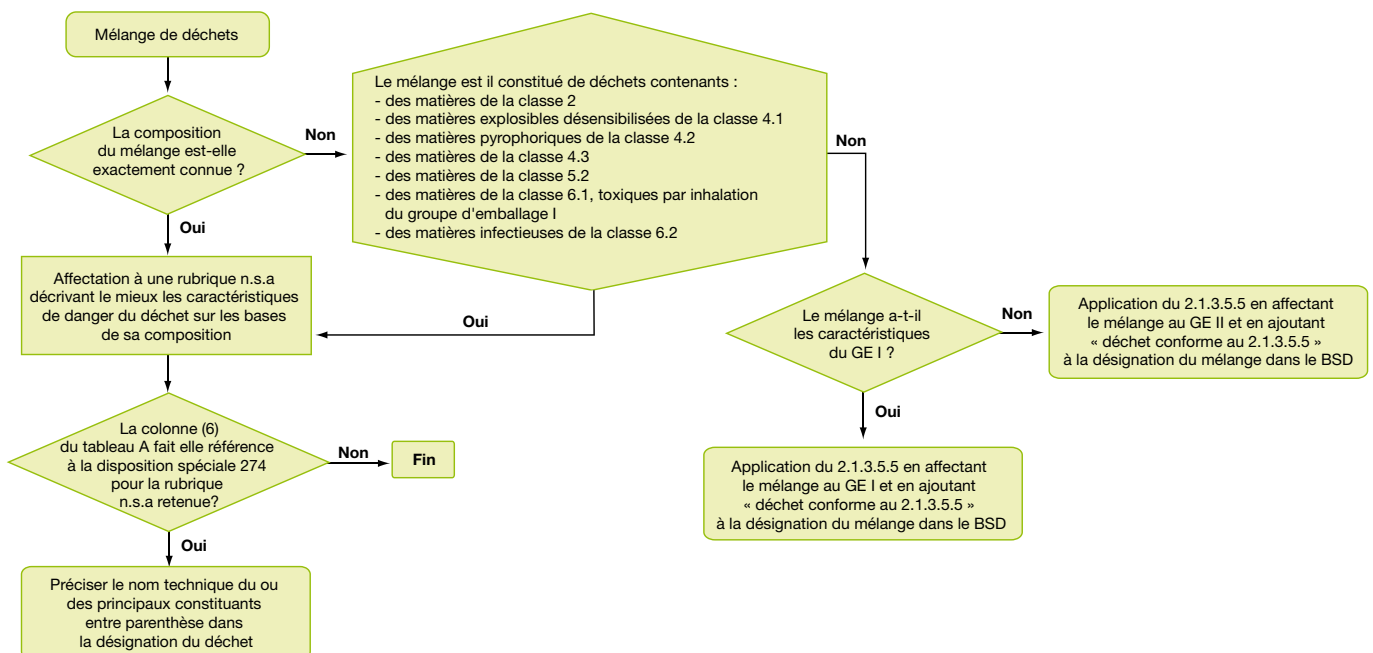 Mélange de déchets
La composition
du mélange est-elle
exactement connue ?
Non
Oui
Le mélange est il constitué de déchets contenants :
- des matières de la classe 2
- des matières explosibles désensibilisées de la classe 4.1
- des matières pyrophoriques de la classe 4.2
- des matières de la classe 4.3
- des matières de la classe 5.2
- des matières de la classe 6.1, toxiques par inhalation
du groupe d'emballage I
- des matières infectieuses de la classe 6.2
Non
Oui
Affectation à une rubrique n.s.a
décrivant le mieux les caractéristiques
de danger du déchet sur les bases
de sa composition
Le mélange a-t-il
les caractéristiques
du GE I ?
Non
Oui
Application du 2.1.3.5.5 en affectant
le mélange au GE II et en ajoutant
« déchet conforme au 2.1.3.5.5 »
à la désignation du mélange dans le BSD
Application du 2.1.3.5.5 en affectant
le mélange au GE I et en ajoutant
« déchet conforme au 2.1.3.5.5 »
à la désignation du mélange dans le BSD
La colonne (6)
du tableau A fait elle référence
à la disposition spéciale 274
pour la rubrique
n.s.a retenue?
Non
Fin
Oui
Préciser le nom technique du ou
des principaux constituants
entre parenthèse dans
la désignation du déchet